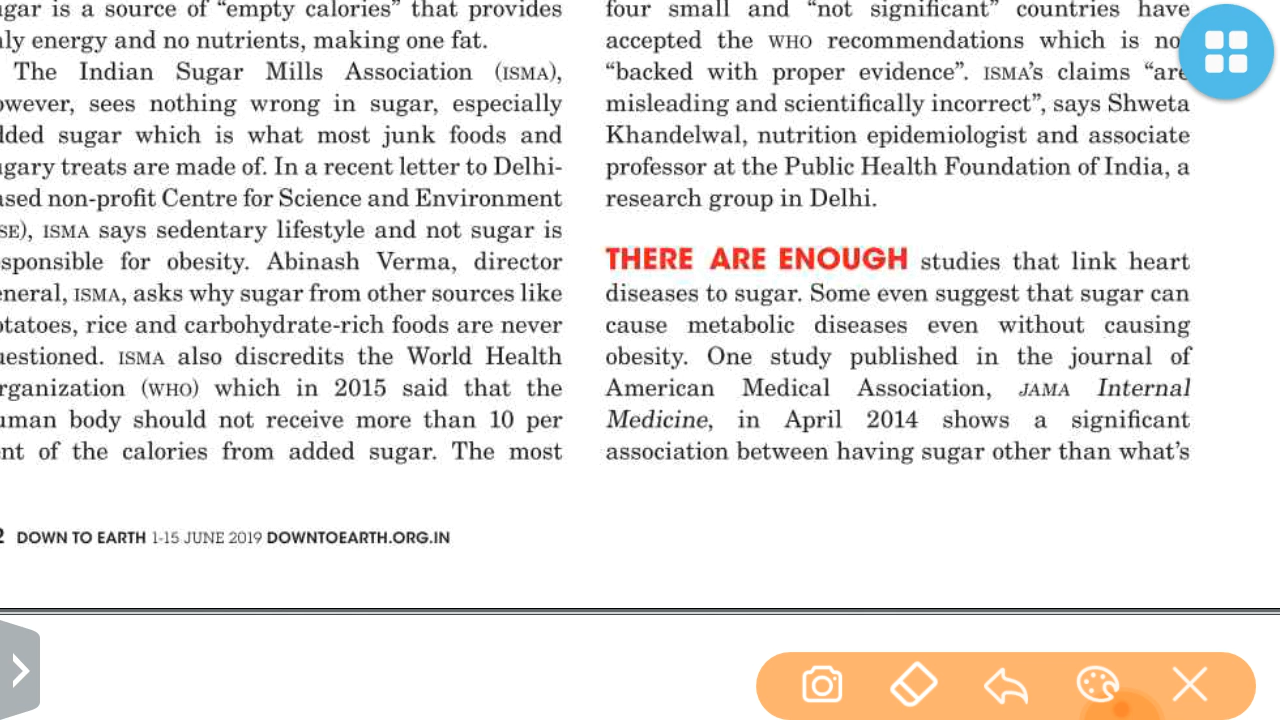 gar is a source of “empty calories” that provides
ly energy and no nutrients, making one fat.
The Indian Sugar Mills Association (ISMA),
owever, sees nothing wrong in sugar, especially
dded sugar which is what most junk foods and
gary treats are made of. In a recent letter to Delhi-
ased non-profit Centre for Science and Environment
SE), ISMA says sedentary lifestyle and not sugar is
sponsible for obesity. Abinash Verma, director
eneral, ISMA, asks why sugar from other sources like
otatoes, rice and carbohydrate-rich foods are never
uestioned. ISMA also discredits the World Health
rganization (WHO) which in 2015 said that the
uman body should not receive more than 10 per
ent of the calories from added sugar. The most
four small and “not significant” countries have
accepted the WHO recommendations which is no
“backed with proper evidence”. ISMA’s claims “are
misleading and scientifically incorrect”, says Shweta
Khandelwal, nutrition epidemiologist and associate
professor at the Public Health Foundation of India, a
research group in Delhi.
THERE ARE ENOUGH studies that link heart
diseases to sugar. Some even suggest that sugar can
cause metabolic diseases even without causing
obesity. One study published in the journal of
American Medical Association, JAMA Internal
Medicine, in April 2014 shows a significant
association between having sugar other than what’s
2 DOWN TO EARTH 1-15 JUNE 2019 DOWNTOEARTH.ORG.IN